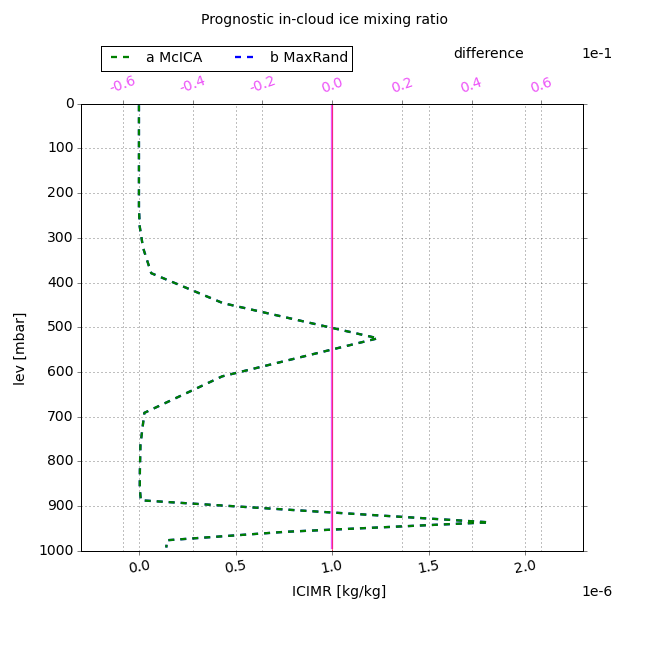 Prognostic in-cloud ice mixing ratio
a McICA b MaxRand difference 1e-1
-0.6 -0.4 -0.2 0.0 0.2 0.4 0.6
0
100
200
300
400
500
600
700
800
900
1000
lev [mbar]
0.0 0.5 1.0 1.5 2.0
ICIMR [kg/kg] 1e-6